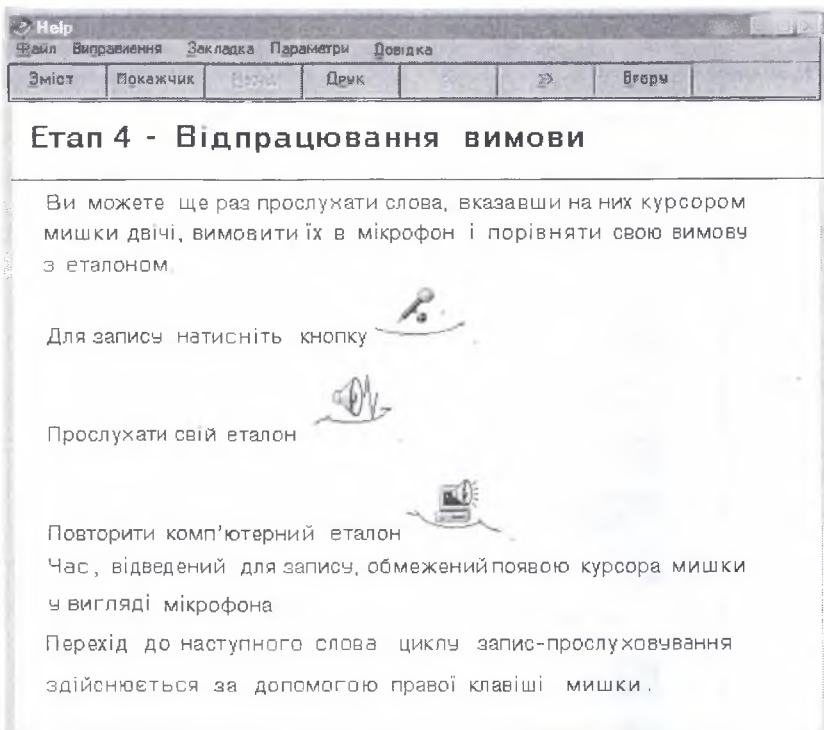 Help
Файл Виправлення Закладка Параметри Довідка
Зміст Покажчик Друк >> Вгору
Етап 4 - Відпрацювання вимови
Ви можете ще раз прослухати слова, вказавши на них курсором
мишки двічі, вимовити їх в мікрофон і порівняти свою вимову
з еталоном.
Для запису натисніть кнопку
Прослухати свій еталон
Повторити комп'ютерний еталон
Час, відведений для запису, обмежений появою курсора мишки
у вигляді мікрофона
Перехід до наступного слова циклу запис-прослуховування
здійснюється за допомогою правої клавіші мишки.